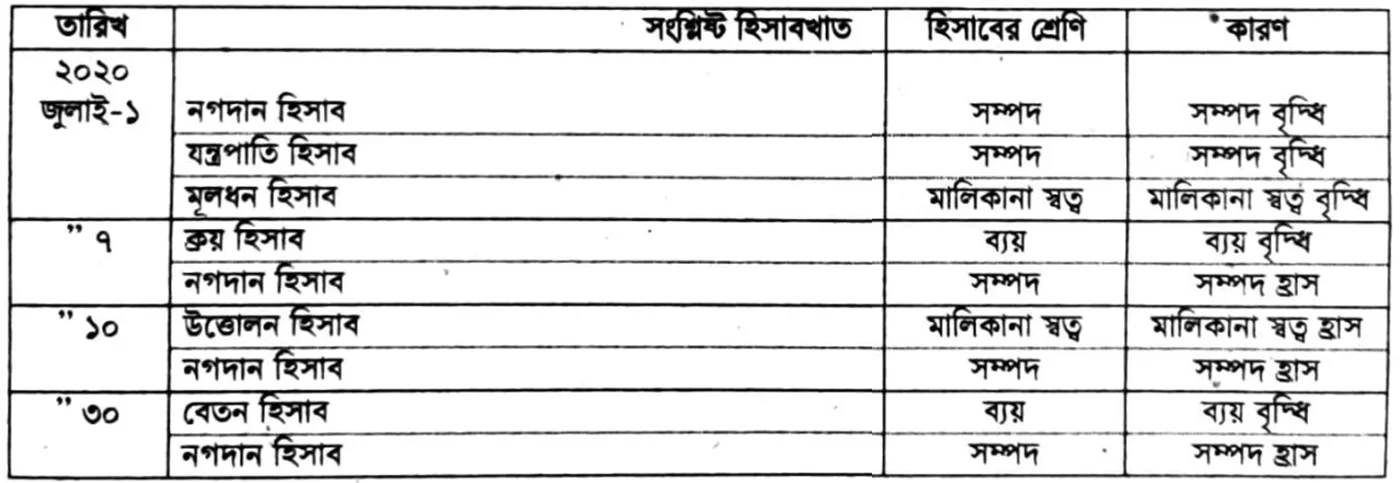 তারিখ সংশ্লিষ্ট হিসাবখাত হিসাবের শ্রেণি কারণ
২০২০
জুলাই-১ নগদান হিসাব সম্পদ সম্পদ বৃদ্ধি
যন্ত্রপাতি হিসাব সম্পদ সম্পদ বৃদ্ধি
মূলধন হিসাব মালিকানা স্বত্ব মালিকানা স্বত্ব বৃদ্ধি
” ৭ ক্রয় হিসাব ব্যয় ব্যয় বৃদ্ধি
নগদান হিসাব সম্পদ সম্পদ হ্রাস
” ১০ উত্তোলন হিসাব মালিকানা স্বত্ব মালিকানা স্বত্ব হ্রাস
নগদান হিসাব সম্পদ সম্পদ হ্রাস
” ৩০ বেতন হিসাব ব্যয় ব্যয় বৃদ্ধি
নগদান হিসাব সম্পদ সম্পদ হ্রাস